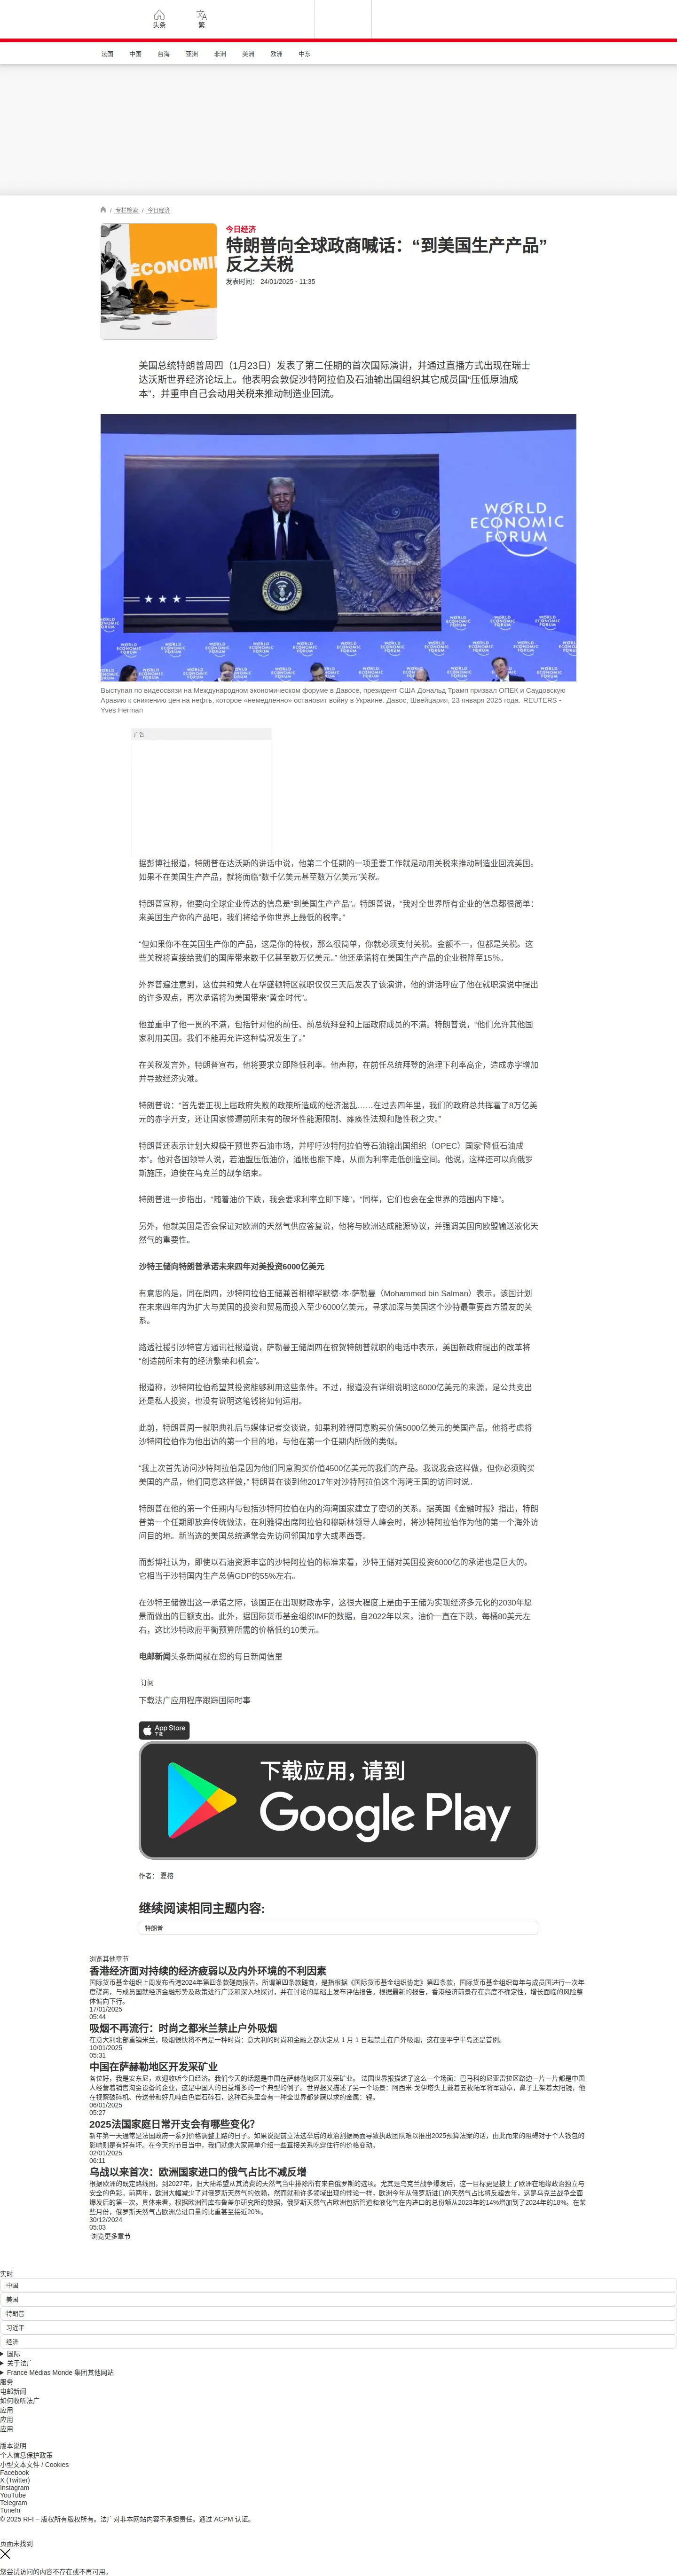 头条
繁
法国
中国
台海
亚洲
非洲
美洲
欧洲
中东
/ 专栏检索 / 今日经济
ECONOMIE
今日经济
特朗普向全球政商喊话：“到美国生产产品”
反之关税
发表时间： 24/01/2025 - 11:35
美国总统特朗普周四（1月23日）发表了第二任期的首次国际演讲，并通过直播方式出现在瑞士
达沃斯世界经济论坛上。他表明会敦促沙特阿拉伯及石油输出国组织其它成员国“压低原油成
本”，并重申自己会动用关税来推动制造业回流。
WORLD
ECONOMIC
FORUM
Выступая по видеосвязи на Международном экономическом форуме в Давосе, президент США Дональд Трамп призвал ОПЕК и Саудовскую
Аравию к снижению цен на нефть, которое «немедленно» остановит войну в Украине. Давос, Швейцария, 23 января 2025 года. REUTERS -
Yves Herman
广告
据彭博社报道，特朗普在达沃斯的讲话中说，他第二个任期的一项重要工作就是动用关税来推动制造业回流美国。
如果不在美国生产产品，就将面临“数千亿美元甚至数万亿美元”关税。
特朗普宣称，他要向全球企业传达的信息是“到美国生产产品”。特朗普说，“我对全世界所有企业的信息都很简单：
来美国生产你的产品吧，我们将给予你世界上最低的税率。”
“但如果你不在美国生产你的产品，这是你的特权，那么很简单，你就必须支付关税。金额不一，但都是关税。这
些关税将直接给我们的国库带来数千亿甚至数万亿美元。” 他还承诺将在美国生产产品的企业税降至15％。
外界普遍注意到，这位共和党人在华盛顿特区就职仅仅三天后发表了该演讲，他的讲话呼应了他在就职演说中提出
的许多观点，再次承诺将为美国带来“黄金时代”。
他并重申了他一贯的不满，包括针对他的前任、前总统拜登和上届政府成员的不满。特朗普说，“他们允许其他国
家利用美国。我们不能再允许这种情况发生了。”
在关税发言外，特朗普宣布，他将要求立即降低利率。他声称，在前任总统拜登的治理下利率高企，造成赤字增加
并导致经济灾难。
特朗普说：“首先要正视上届政府失败的政策所造成的经济混乱……在过去四年里，我们的政府总共挥霍了8万亿美
元的赤字开支，还让国家惨遭前所未有的破坏性能源限制、瘫痪性法规和隐性税之灾。”
特朗普还表示计划大规模干预世界石油市场，并呼吁沙特阿拉伯等石油输出国组织（OPEC）国家“降低石油成
本”。他对各国领导人说，若油盟压低油价，通胀也能下降，从而为利率走低创造空间。他说，这样还可以向俄罗
斯施压，迫使在乌克兰的战争结束。
特朗普进一步指出，“随着油价下跌，我会要求利率立即下降”，“同样，它们也会在全世界的范围内下降”。
另外，他就美国是否会保证对欧洲的天然气供应答复说，他将与欧洲达成能源协议，并强调美国向欧盟输送液化天
然气的重要性。
沙特王储向特朗普承诺未来四年对美投资6000亿美元
有意思的是，同在周四，沙特阿拉伯王储兼首相穆罕默德·本·萨勒曼（Mohammed bin Salman）表示，该国计划
在未来四年内为扩大与美国的投资和贸易而投入至少6000亿美元，寻求加深与美国这个沙特最重要西方盟友的关
系。
路透社援引沙特官方通讯社报道说，萨勒曼王储周四在祝贺特朗普就职的电话中表示，美国新政府提出的改革将
“创造前所未有的经济繁荣和机会”。
报道称，沙特阿拉伯希望其投资能够利用这些条件。不过，报道没有详细说明这6000亿美元的来源，是公共支出
还是私人投资，也没有说明这笔钱将如何运用。
此前，特朗普周一就职典礼后与媒体记者交谈说，如果利雅得同意购买价值5000亿美元的美国产品，他将考虑将
沙特阿拉伯作为他出访的第一个目的地，与他在第一个任期内所做的类似。
“我上次首先访问沙特阿拉伯是因为他们同意购买价值4500亿美元的我们的产品。我说我会这样做，但你必须购买
美国的产品，他们同意这样做，” 特朗普在谈到他2017年对沙特阿拉伯这个海湾王国的访问时说。
特朗普在他的第一个任期内与包括沙特阿拉伯在内的海湾国家建立了密切的关系。据英国《金融时报》指出，特朗
普第一个任期即放弃传统做法，在利雅得出席阿拉伯和穆斯林领导人峰会时，将沙特阿拉伯作为他的第一个海外访
问目的地。新当选的美国总统通常会先访问邻国加拿大或墨西哥。
而彭博社认为，即使以石油资源丰富的沙特阿拉伯的标准来看，沙特王储对美国投资6000亿的承诺也是巨大的。
它相当于沙特国内生产总值GDP的55%左右。
在沙特王储做出这一承诺之际，该国正在出现财政赤字，这很大程度上是由于王储为实现经济多元化的2030年愿
景而做出的巨额支出。此外，据国际货币基金组织IMF的数据，自2022年以来，油价一直在下跌，每桶80美元左
右，这比沙特政府平衡预算所需的价格低约10美元。
电邮新闻头条新闻就在您的每日新闻信里
订阅
下载法广应用程序跟踪国际时事
App Store
下载
下载应用，请到
Google Play
作者： 夏榕
继续阅读相同主题内容:
特朗普
浏览其他章节
香港经济面对持续的经济疲弱以及内外环境的不利因素
国际货币基金组织上周发布香港2024年第四条款磋商报告。所谓第四条款磋商，是指根据《国际货币基金组织协定》第四条款，国际货币基金组织每年与成员国进行一次年
度磋商，与成员国就经济金融形势及政策进行广泛和深入地探讨，并在讨论的基础上发布评估报告。根据最新的报告，香港经济前景存在高度不确定性，增长面临的风险整
体偏向下行。
17/01/2025
05:44
吸烟不再流行：时尚之都米兰禁止户外吸烟
在意大利北部重镇米兰，吸烟很快将不再是一种时尚：意大利的时尚和金融之都决定从 1 月 1 日起禁止在户外吸烟，这在亚平宁半岛还是首例。
10/01/2025
05:31
中国在萨赫勒地区开发采矿业
各位好，我是安东尼，欢迎收听今日经济。我们今天的话题是中国在萨赫勒地区开发采矿业。 法国世界报描述了这么一个场面：巴马科的尼亚雷拉区路边一片一片都是中国
人经营着销售淘金设备的企业，这是中国人的日益增多的一个典型的例子。世界报又描述了另一个场景：阿西米·戈伊塔头上戴着五枚陆军将军勋章，鼻子上架着太阳镜，他
在视察破碎机、传送带和好几吨白色岩石碎石，这种石头里含有一种全世界都梦寐以求的金属：锂。
06/01/2025
05:27
2025法国家庭日常开支会有哪些变化？
新年第一天通常是法国政府一系列价格调整上路的日子。如果说提前立法选举后的政治割据局面导致执政团队难以推出2025预算法案的话，由此而来的阻碍对于个人钱包的
影响则是有好有坏。在今天的节目当中，我们就像大家简单介绍一些直接关系吃穿住行的价格变动。
02/01/2025
06:11
乌战以来首次：欧洲国家进口的俄气占比不减反增
根据欧洲的既定路线图，到2027年，旧大陆希望从其消费的天然气当中排除所有来自俄罗斯的选项。尤其是乌克兰战争爆发后，这一目标更是披上了欧洲在地缘政治独立与
安全的色彩。前两年，欧洲大幅减少了对俄罗斯天然气的依赖，然而就和许多领域出现的悖论一样，欧洲今年从俄罗斯进口的天然气占比将反超去年，这是乌克兰战争全面
爆发后的第一次。具体来看，根据欧洲智库布鲁盖尔研究所的数据，俄罗斯天然气占欧洲包括管道和液化气在内进口的总份额从2023年的14%增加到了2024年的18%。在某
些月份，俄罗斯天然气占欧洲总进口量的比重甚至接近20%。
30/12/2024
05:03
浏览更多章节
实时
中国
美国
特朗普
习近平
经济
国际
关于法广
France Médias Monde 集团其他网站
服务
电邮新闻
如何收听法广
应用
应用
应用
版本说明
个人信息保护政策
小型文本文件 / Cookies
Facebook
X (Twitter)
Instagram
YouTube
Telegram
TuneIn
© 2025 RFI – 版权所有版权所有。法广对非本网站内容不承担责任。通过 ACPM 认证。
页面未找到
您尝试访问的内容不存在或不再可用。